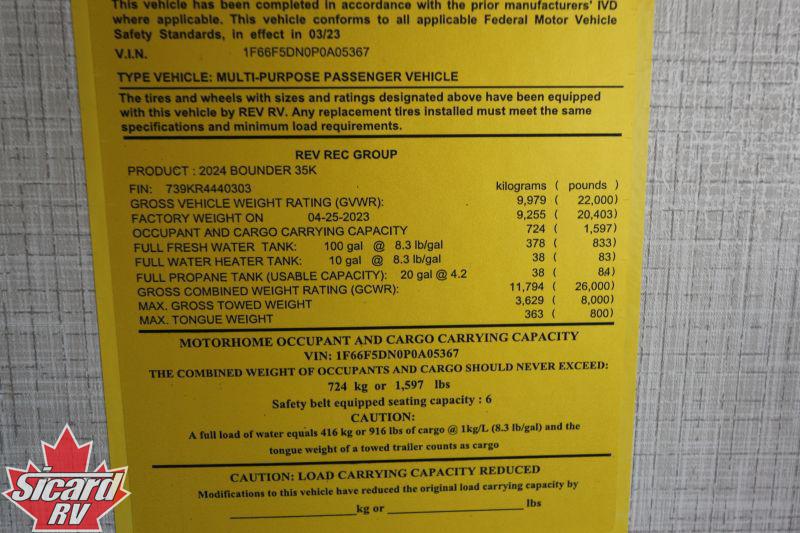 This vehicle has been completed in accordance with the prior manufacturers' IVD
where applicable. This vehicle conforms to all applicable Federal Motor Vehicle
Safety Standards, in effect in 03/23
V.I.N. 1F66F5DN0P0A05367
TYPE VEHICLE: MULTI-PURPOSE PASSENGER VEHICLE
The tires and wheels with sizes and ratings designated above have been equipped
with this vehicle by REV RV. Any replacement tires installed must meet the same
specifications and minimum load requirements.
REV REC GROUP
PRODUCT : 2024 BOUNDER 35K
FIN: 739KR4440303 kilograms ( pounds )
GROSS VEHICLE WEIGHT RATING (GVWR): 9,979 ( 22,000)
FACTORY WEIGHT ON 04-25-2023 9,255 ( 20,403)
OCCUPANT AND CARGO CARRYING CAPACITY 724 ( 1,597)
FULL FRESH WATER TANK: 100 gal @ 8.3 lb/gal 378 ( 833)
FULL WATER HEATER TANK: 10 gal @ 8.3 lb/gal 38 ( 83)
FULL PROPANE TANK (USABLE CAPACITY): 20 gal @ 4.2 38 ( 84)
GROSS COMBINED WEIGHT RATING (GCWR): 11,794 ( 26,000)
MAX. GROSS TOWED WEIGHT 3,629 ( 8,000)
MAX. TONGUE WEIGHT 363 ( 800)
MOTORHOME OCCUPANT AND CARGO CARRYING CAPACITY
VIN: 1F66F5DN0P0A05367
THE COMBINED WEIGHT OF OCCUPANTS AND CARGO SHOULD NEVER EXCEED:
724 kg or 1,597 lbs
Safety belt equipped seating capacity : 6
CAUTION:
A full load of water equals 416 kg or 916 lbs of cargo @ 1kg/L (8.3 lb/gal) and the
tongue weight of a towed trailer counts as cargo
CAUTION: LOAD CARRYING CAPACITY REDUCED
Modifications to this vehicle have reduced the original load carrying capacity by
kg or lbs
Sicard
RV